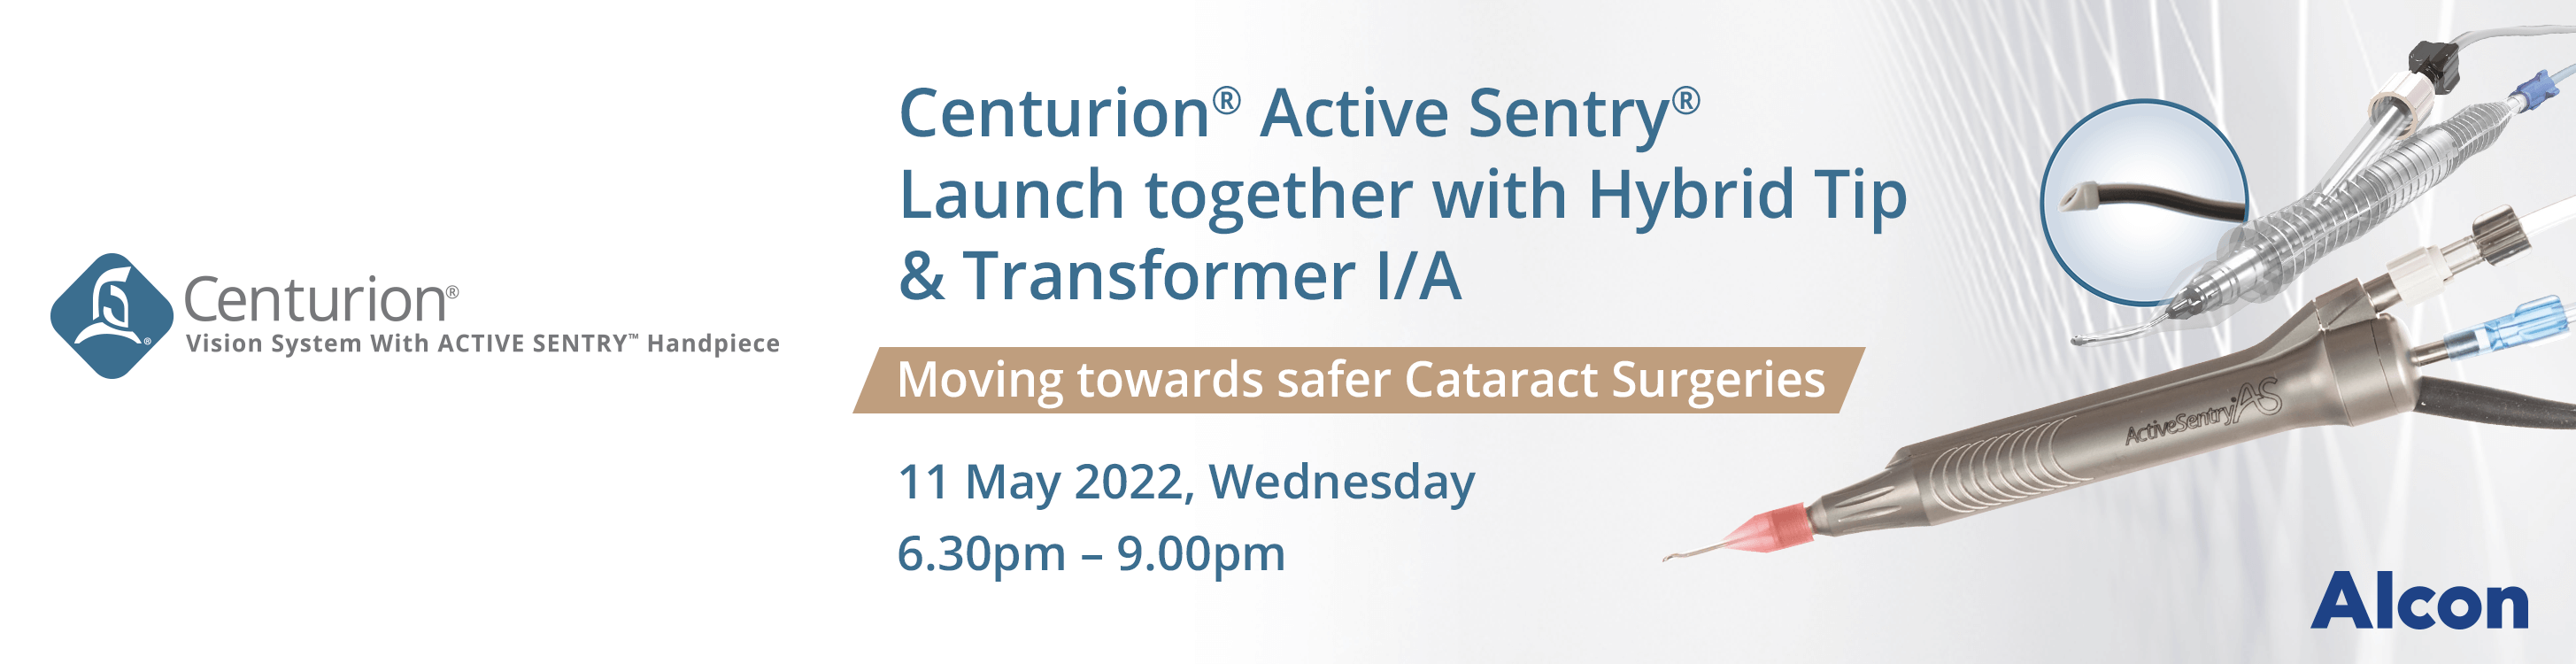 Centurion®
Vision System With ACTIVE SENTRY™ Handpiece
Centurion® Active Sentry®
Launch together with Hybrid Tip
& Transformer I/A
Moving towards safer Cataract Surgeries
11 May 2022, Wednesday
6.30pm – 9.00pm
ActiveSentry AS
Alcon